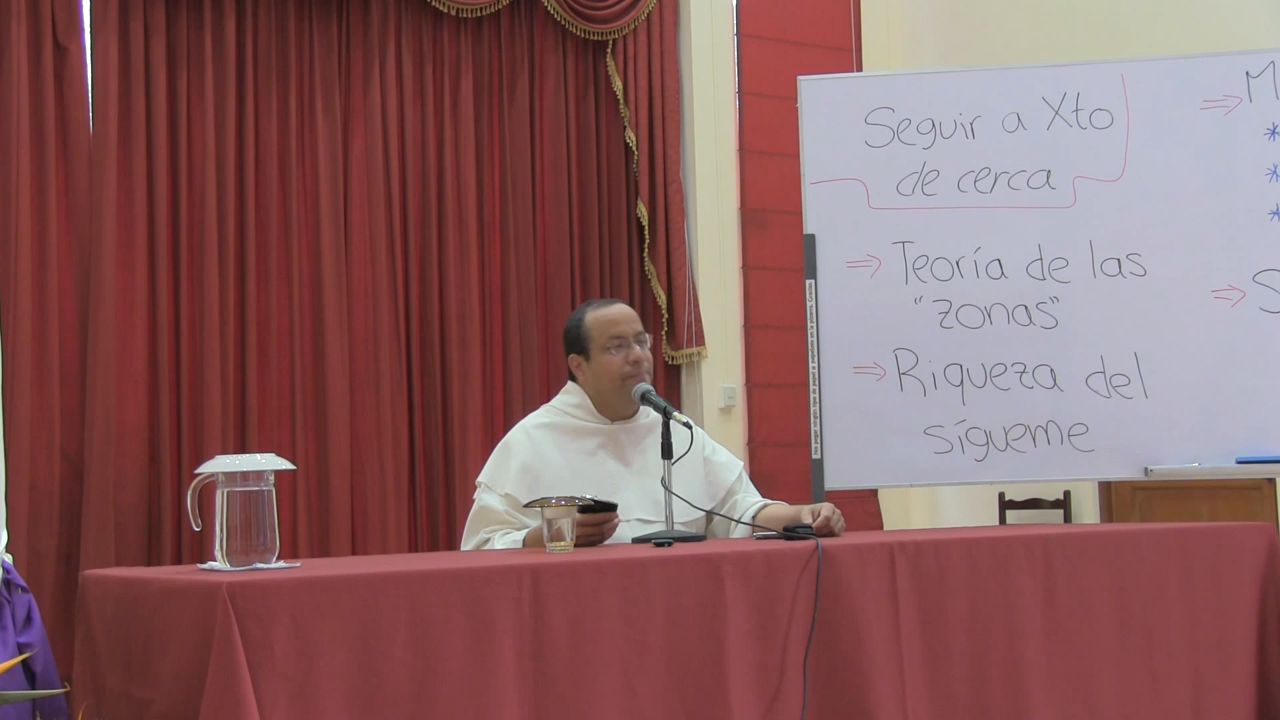 Seguir a Xto
de cerca
⇒ Teoría de las
"zonas"
⇒ Riqueza del
sígueme
⇒ M
*
*
*
⇒ S